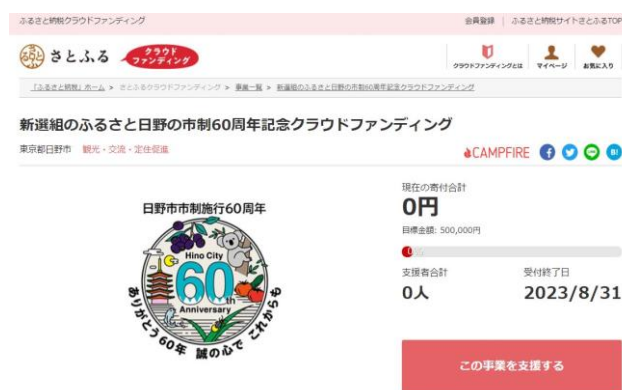 ふるさと納税クラウドファンディング
会員登録 | ふるさと納税サイトさとふるTOP
さとふる クラウドファンディング
クラウドファンディングとは マイページ お気に入り
「ふるさと納税」ホーム > さとふるクラウドファンディング > 事業一覧 > 新選組のふるさと日野の市制60周年記念クラウドファンディング
新選組のふるさと日野の市制60周年記念クラウドファンディング
東京都日野市 観光・交流・定住促進
CAMPFIRE
日野市市制施行60周年
Hino City
60th
Anniversary
ありがとう60年 誠の心で これからも
現在の寄付合計
0円
目標金額: 500,000円
0%
支援者合計 受付終了日
0人 2023/8/31
この事業を支援する